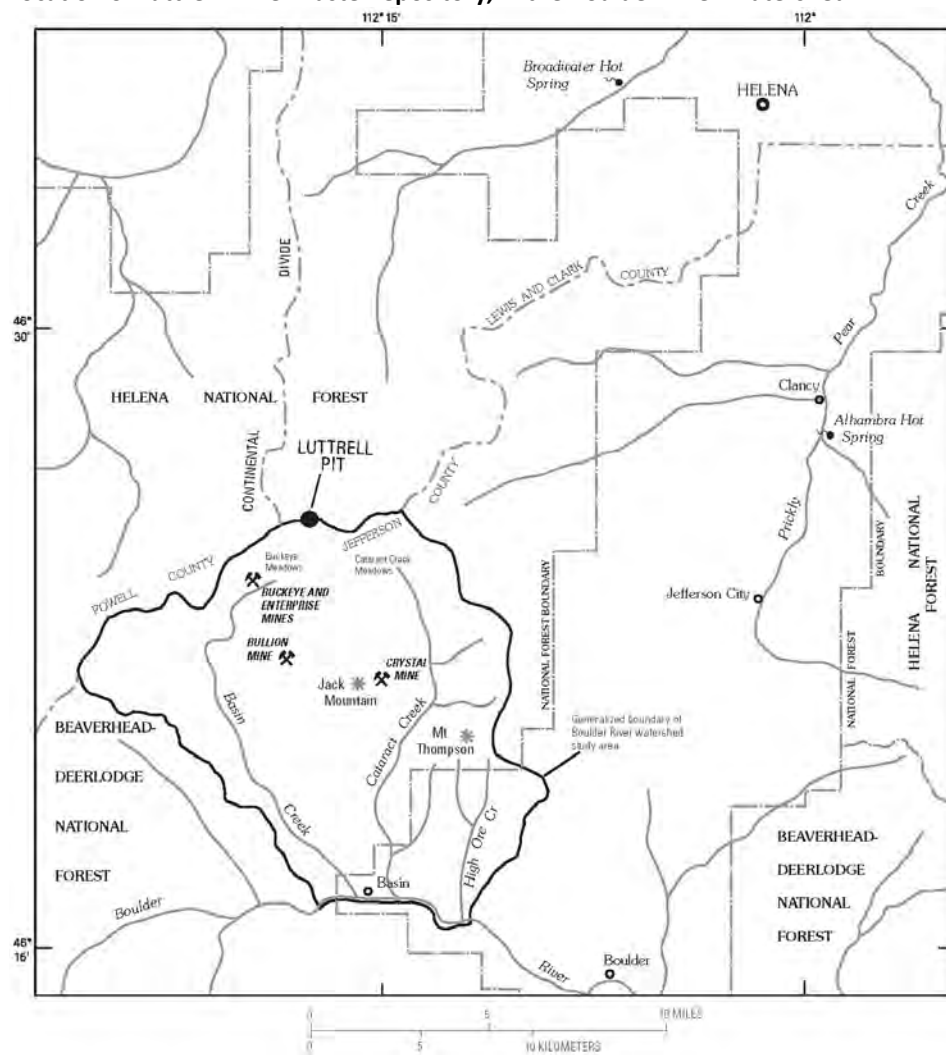 112° 15'
112°
Broadwater Hot
Spring
HELENA
Creek
DIVIDE
LEWIS AND CLARK
COUNTY
46°
30'
Pear
HELENA NATIONAL FOREST
Clancy
Alhambra Hot
Spring
CONTINENTAL
LUTTRELL
PIT
COUNTY
JEFFERSON
Prickly
BOUNDARY
HELENA NATIONAL
FOREST
POWELL COUNTY
Buckeye
Meadows
Cataract Creek
Meadows
BUCKEYE AND
ENTERPRISE
MINES
NATIONAL FOREST BOUNDARY
Jefferson City
BULLION
MINE
CRYSTAL
MINE
Jack
Mountain
NATIONAL FOREST
Basin
Cataract Creek
Mt
Thompson
Generalized boundary of
Boulder River watershed
study area
BEAVERHEAD-
DEERLODGE
NATIONAL
FOREST
Creek
High Ore Cr
BEAVERHEAD-
DEERLODGE
NATIONAL
FOREST
Basin
Boulder
46°
16'
River
Boulder
0 5 10 MILES
0 5 10 KILOMETERS